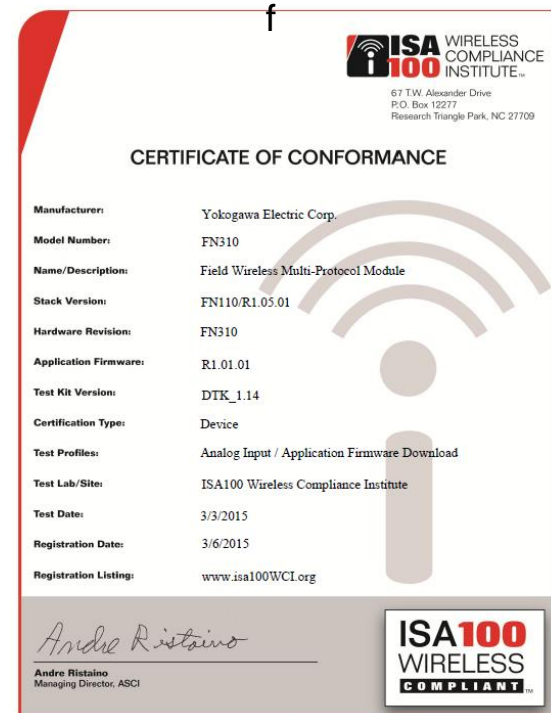 f
ISA100 WIRELESS COMPLIANCE INSTITUTE™
67 T.W. Alexander Drive
P.O. Box 12277
Research Triangle Park, NC 27709
CERTIFICATE OF CONFORMANCE
Manufacturer: Yokogawa Electric Corp.
Model Number: FN310
Name/Description: Field Wireless Multi-Protocol Module
Stack Version: FN110/R1.05.01
Hardware Revision: FN310
Application Firmware: R1.01.01
Test Kit Version: DTK_1.14
Certification Type: Device
Test Profiles: Analog Input / Application Firmware Download
Test Lab/Site: ISA100 Wireless Compliance Institute
Test Date: 3/3/2015
Registration Date: 3/6/2015
Registration Listing: www.isa100WCI.org
Andre Ristaino
Andre Ristaino
Managing Director, ASCI
ISA100
WIRELESS
COMPLIANT™